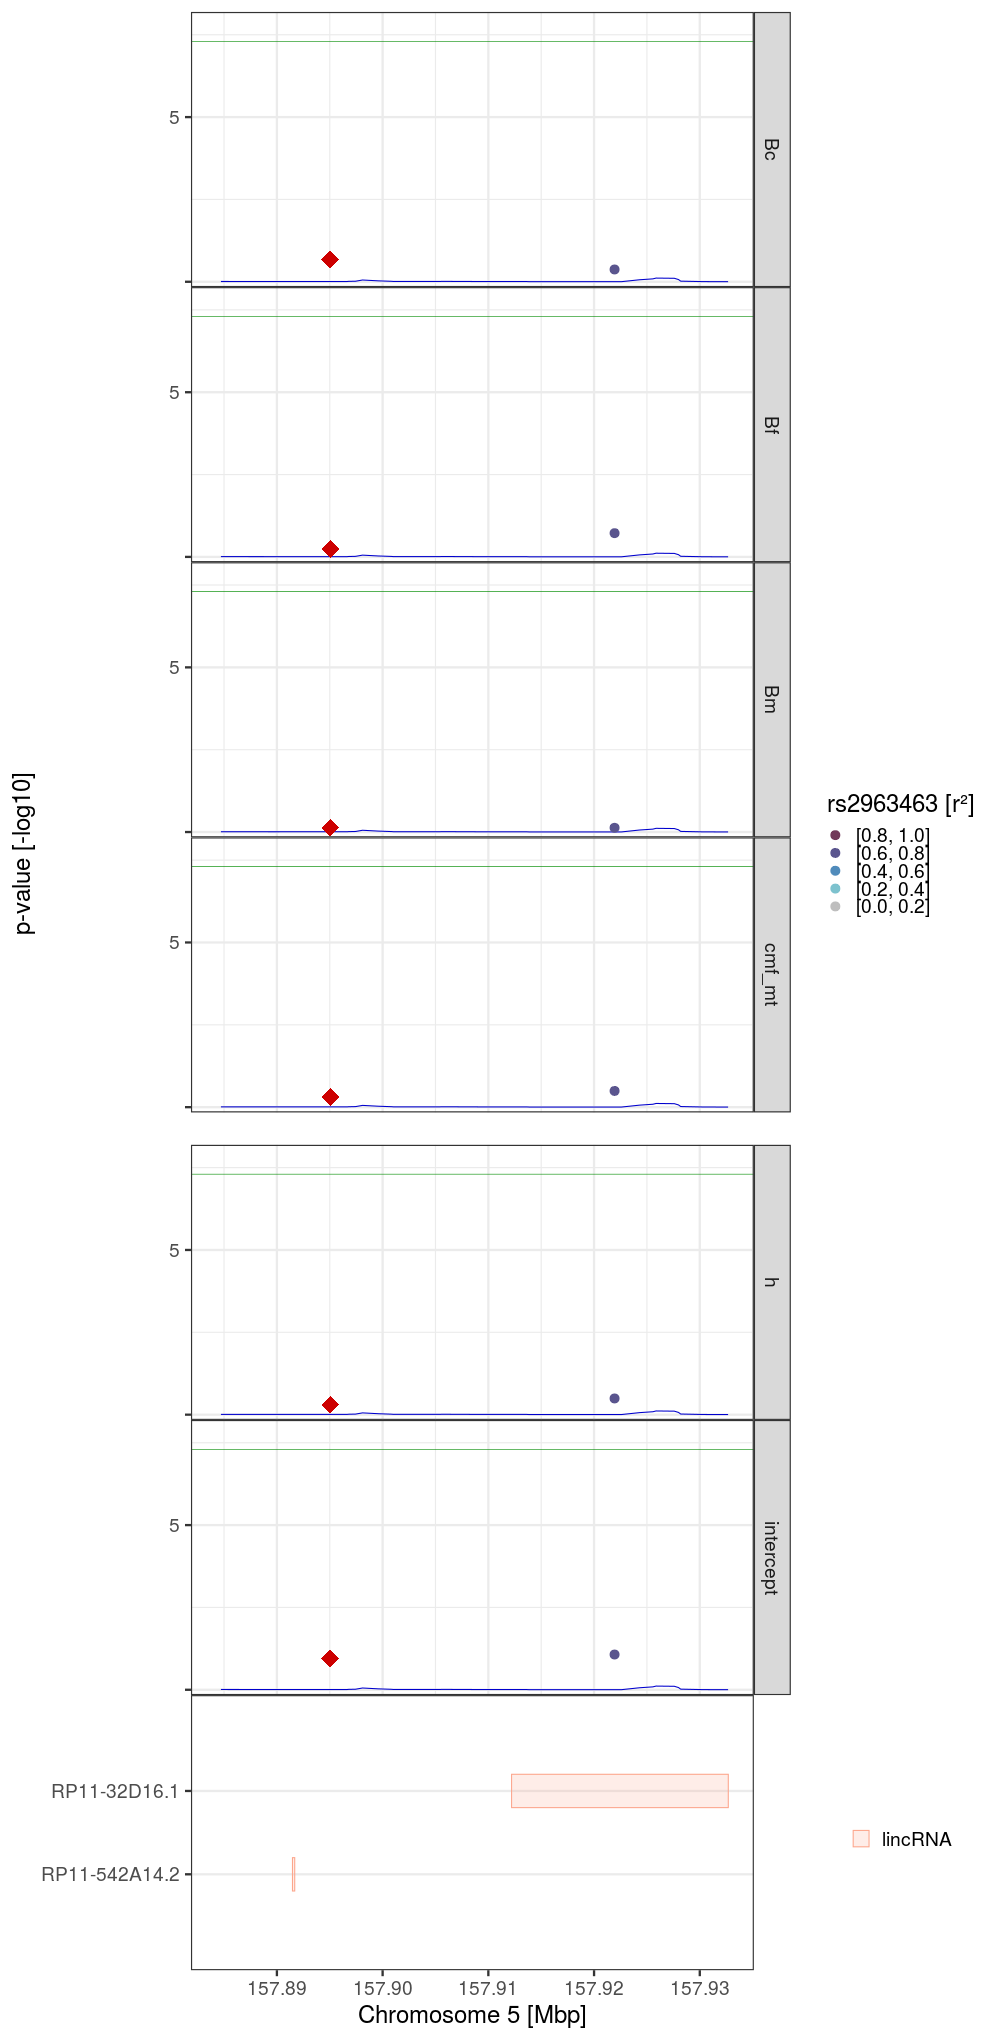 5
Bc
5
Bf
5
Bm
p-value [-log10]
rs2963463 [r²]
[0.8, 1.0]
[0.6, 0.8]
[0.4, 0.6]
[0.2, 0.4]
[0.0, 0.2]
5
cmf_mt
5
h
5
intercept
RP11-32D16.1
RP11-542A14.2
lincRNA
157.89 157.90 157.91 157.92 157.93
Chromosome 5 [Mbp]